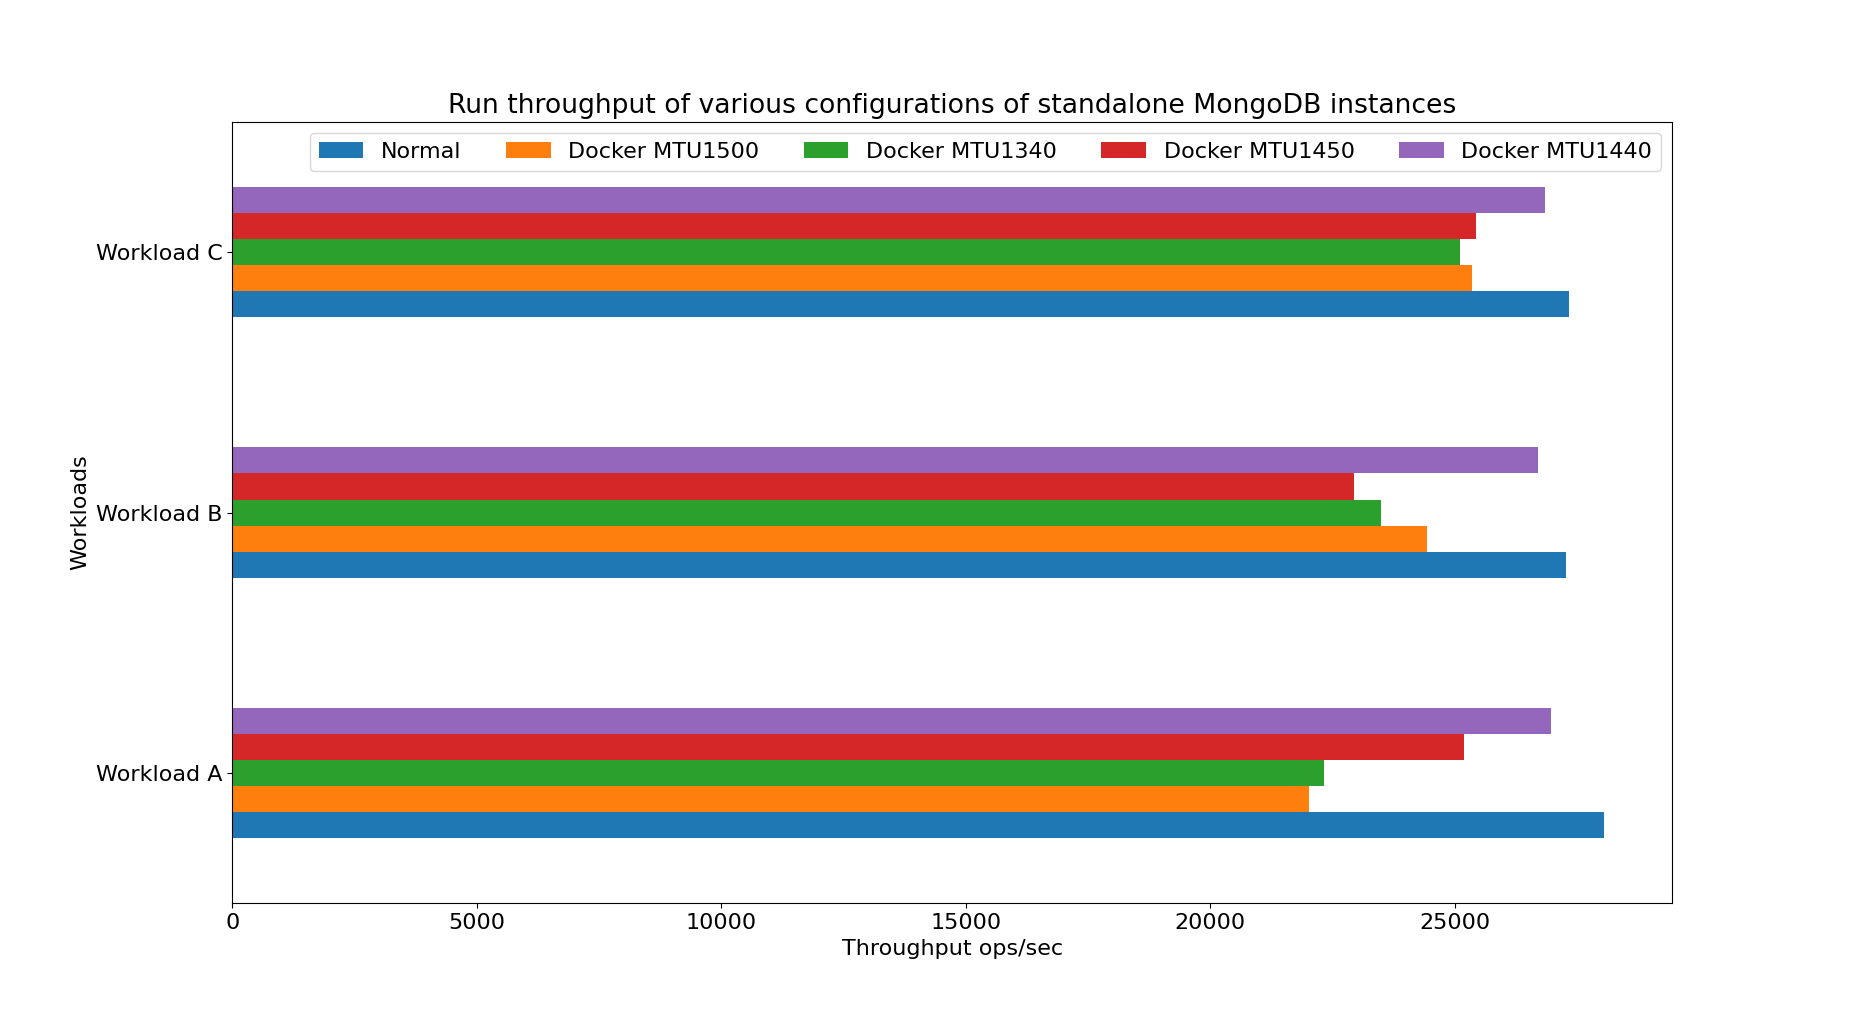 Run throughput of various configurations of standalone MongoDB instances
Normal Docker MTU1500 Docker MTU1340 Docker MTU1450 Docker MTU1440
Workload C
Workload B
Workload A
Workloads
0 5000 10000 15000 20000 25000
Throughput ops/sec